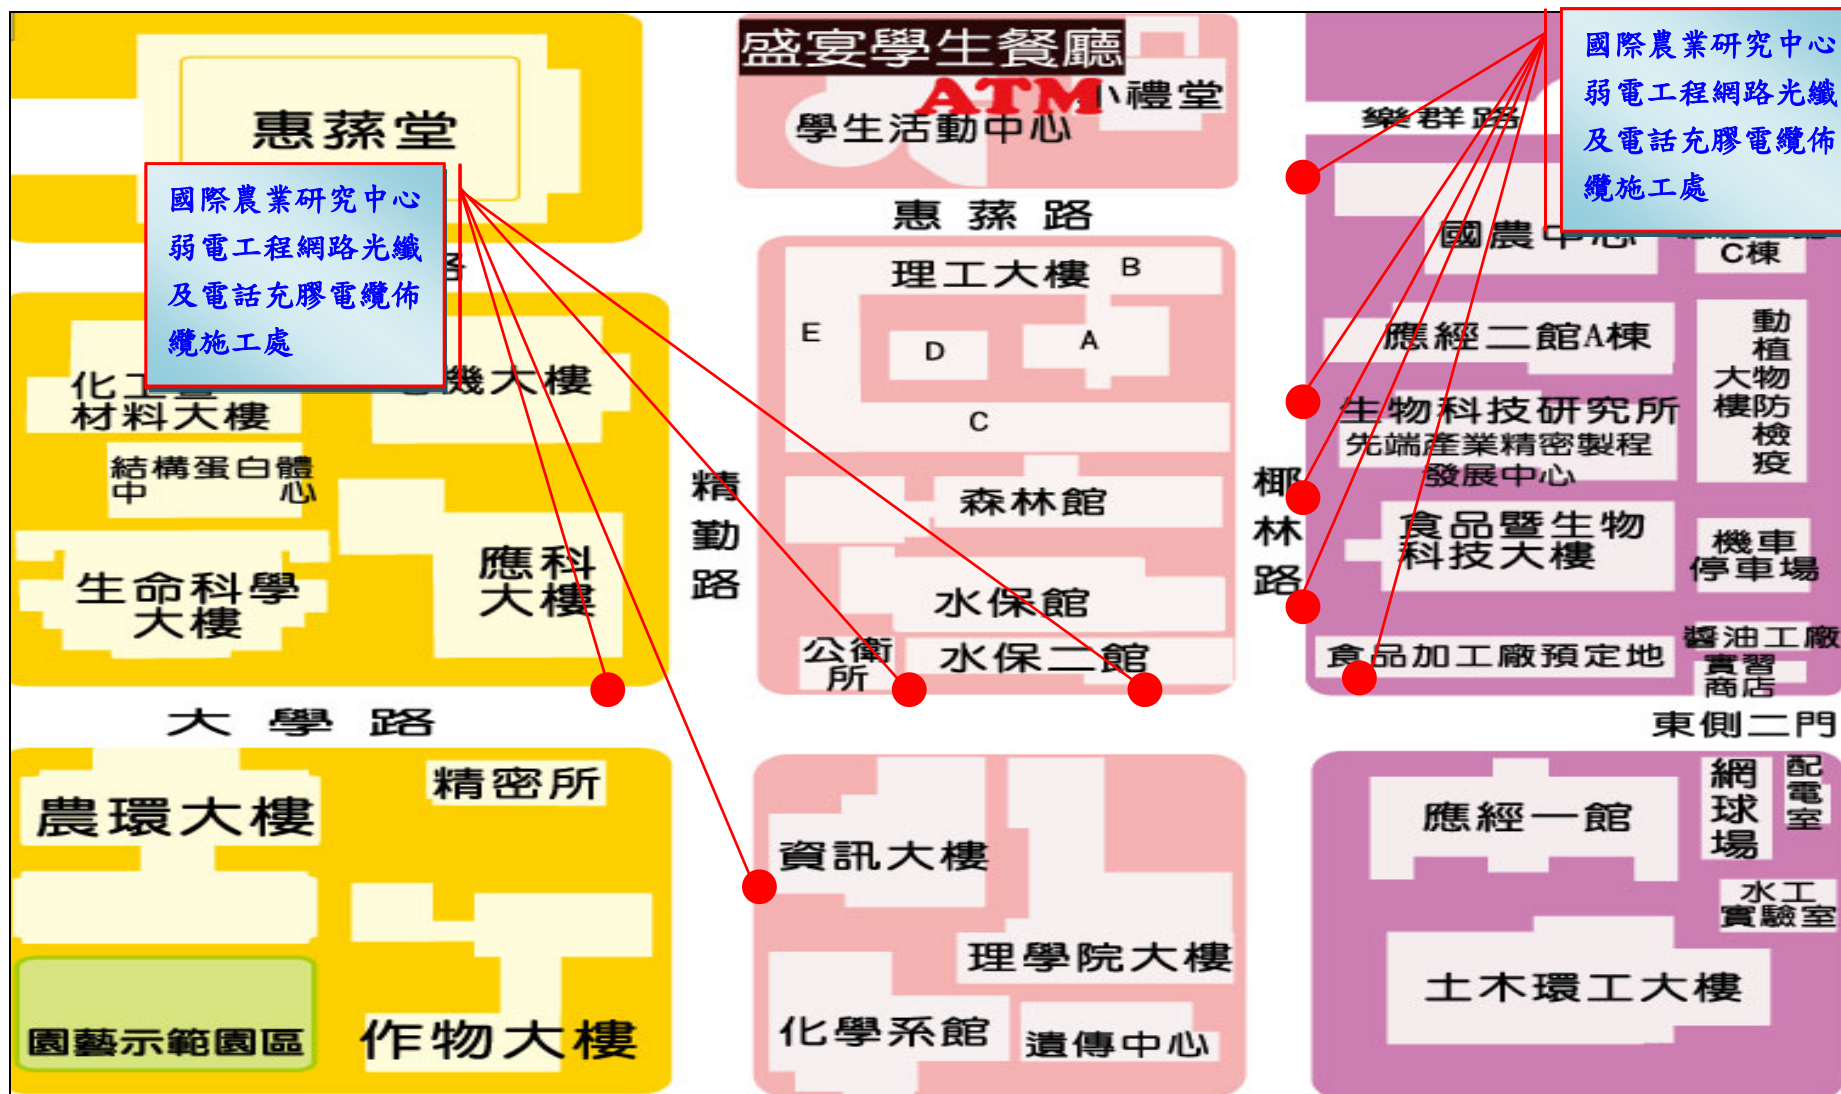 盛宴學生餐廳
ATM
小禮堂
學生活動中心
惠蓀堂
國際農業研究中心
弱電工程網路光纖
及電話充膠電纜佈
纜施工處
國際農業研究中心
弱電工程網路光纖
及電話充膠電纜佈
纜施工處
樂群路
惠蓀路
路
國農中心
C棟
理工大樓
B
E
D
A
C
應經二館A棟
動植物防檢疫
大樓
化工暨
材料大樓
機大樓
生物科技研究所
先端產業精密製程
發展中心
結構蛋白體
中心
精勤路
森林館
椰林路
食品暨生物
科技大樓
機車
停車場
應科
大樓
生命科學
大樓
水保館
公衛
所
水保二館
食品加工廠預定地
醬油工廠
實習
商店
大學路
東側二門
精密所
農環大樓
資訊大樓
應經一館
網球場
配電室
水工
實驗室
理學院大樓
土木環工大樓
園藝示範園區
作物大樓
化學系館
遺傳中心